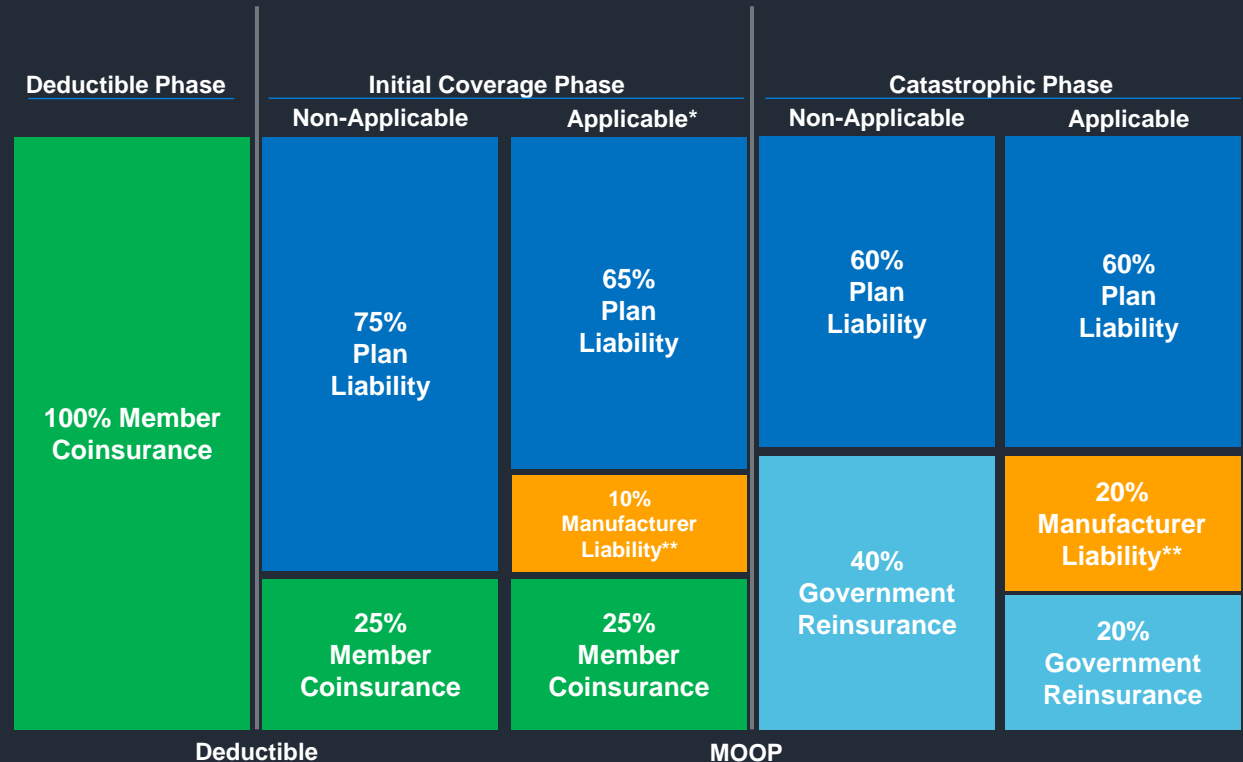 Deductible Phase
Initial Coverage Phase
Catastrophic Phase
Non-Applicable
Applicable*
Non-Applicable
Applicable
100% Member
Coinsurance
75%
Plan
Liability
25%
Member
Coinsurance
65%
Plan
Liability
10%
Manufacturer
Liability**
25%
Member
Coinsurance
60%
Plan
Liability
40%
Government
Reinsurance
60%
Plan
Liability
20%
Manufacturer
Liability**
20%
Government
Reinsurance
Deductible
MOOP